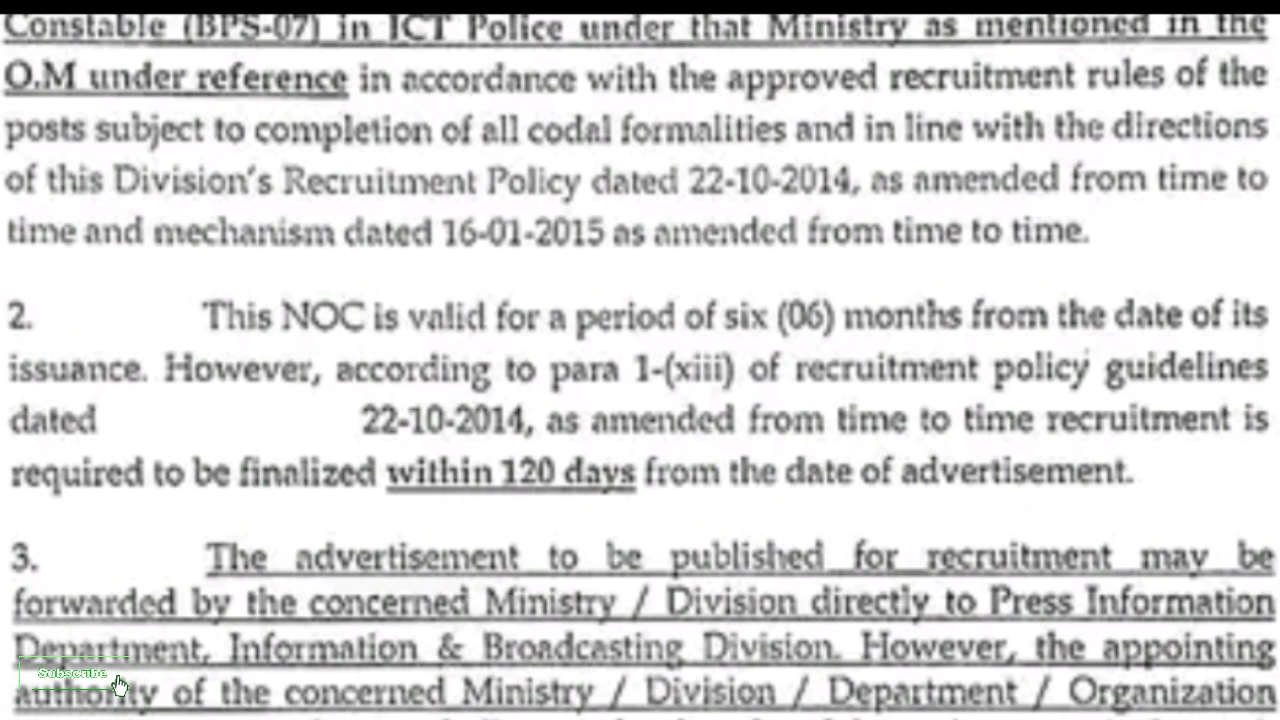 Constable (BPS-07) in ICT Police under that Ministry as mentioned in the
O.M under reference in accordance with the approved recruitment rules of the
posts subject to completion of all codal formalities and in line with the directions
of this Division's Recruitment Policy dated 22-10-2014, as amended from time to
time and mechanism dated 16-01-2015 as amended from time to time.
2. This NOC is valid for a period of six (06) months from the date of its
issuance. However, according to para 1-(xiii) of recruitment policy guidelines
dated 22-10-2014, as amended from time to time recruitment is
required to be finalized within 120 days from the date of advertisement.
3. The advertisement to be published for recruitment may be
forwarded by the concerned Ministry / Division directly to Press Information
Department, Information & Broadcasting Division. However, the appointing
Subscribe
authority of the concerned Ministry / Division / Department / Organization